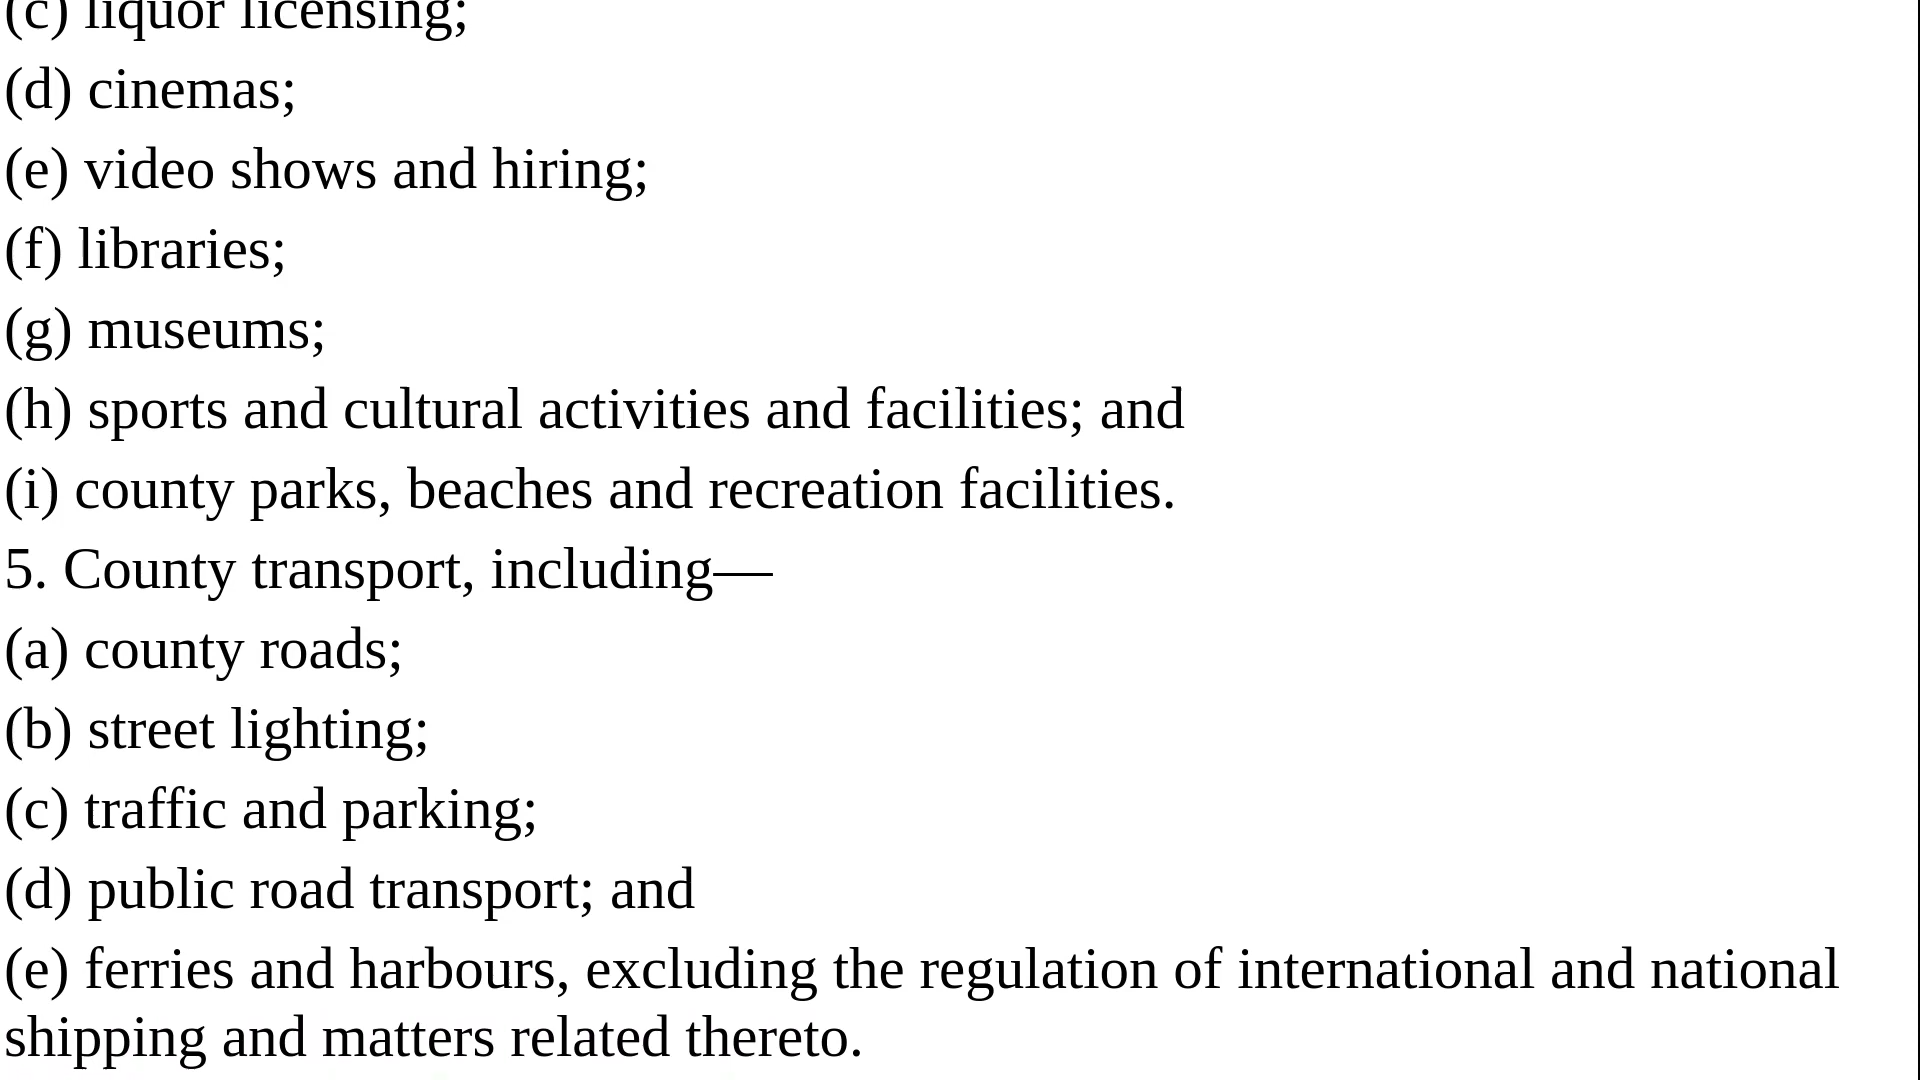 (c) liquor licensing;
(d) cinemas;
(e) video shows and hiring;
(f) libraries;
(g) museums;
(h) sports and cultural activities and facilities; and
(i) county parks, beaches and recreation facilities.
5. County transport, including—
(a) county roads;
(b) street lighting;
(c) traffic and parking;
(d) public road transport; and
(e) ferries and harbours, excluding the regulation of international and national
shipping and matters related thereto.